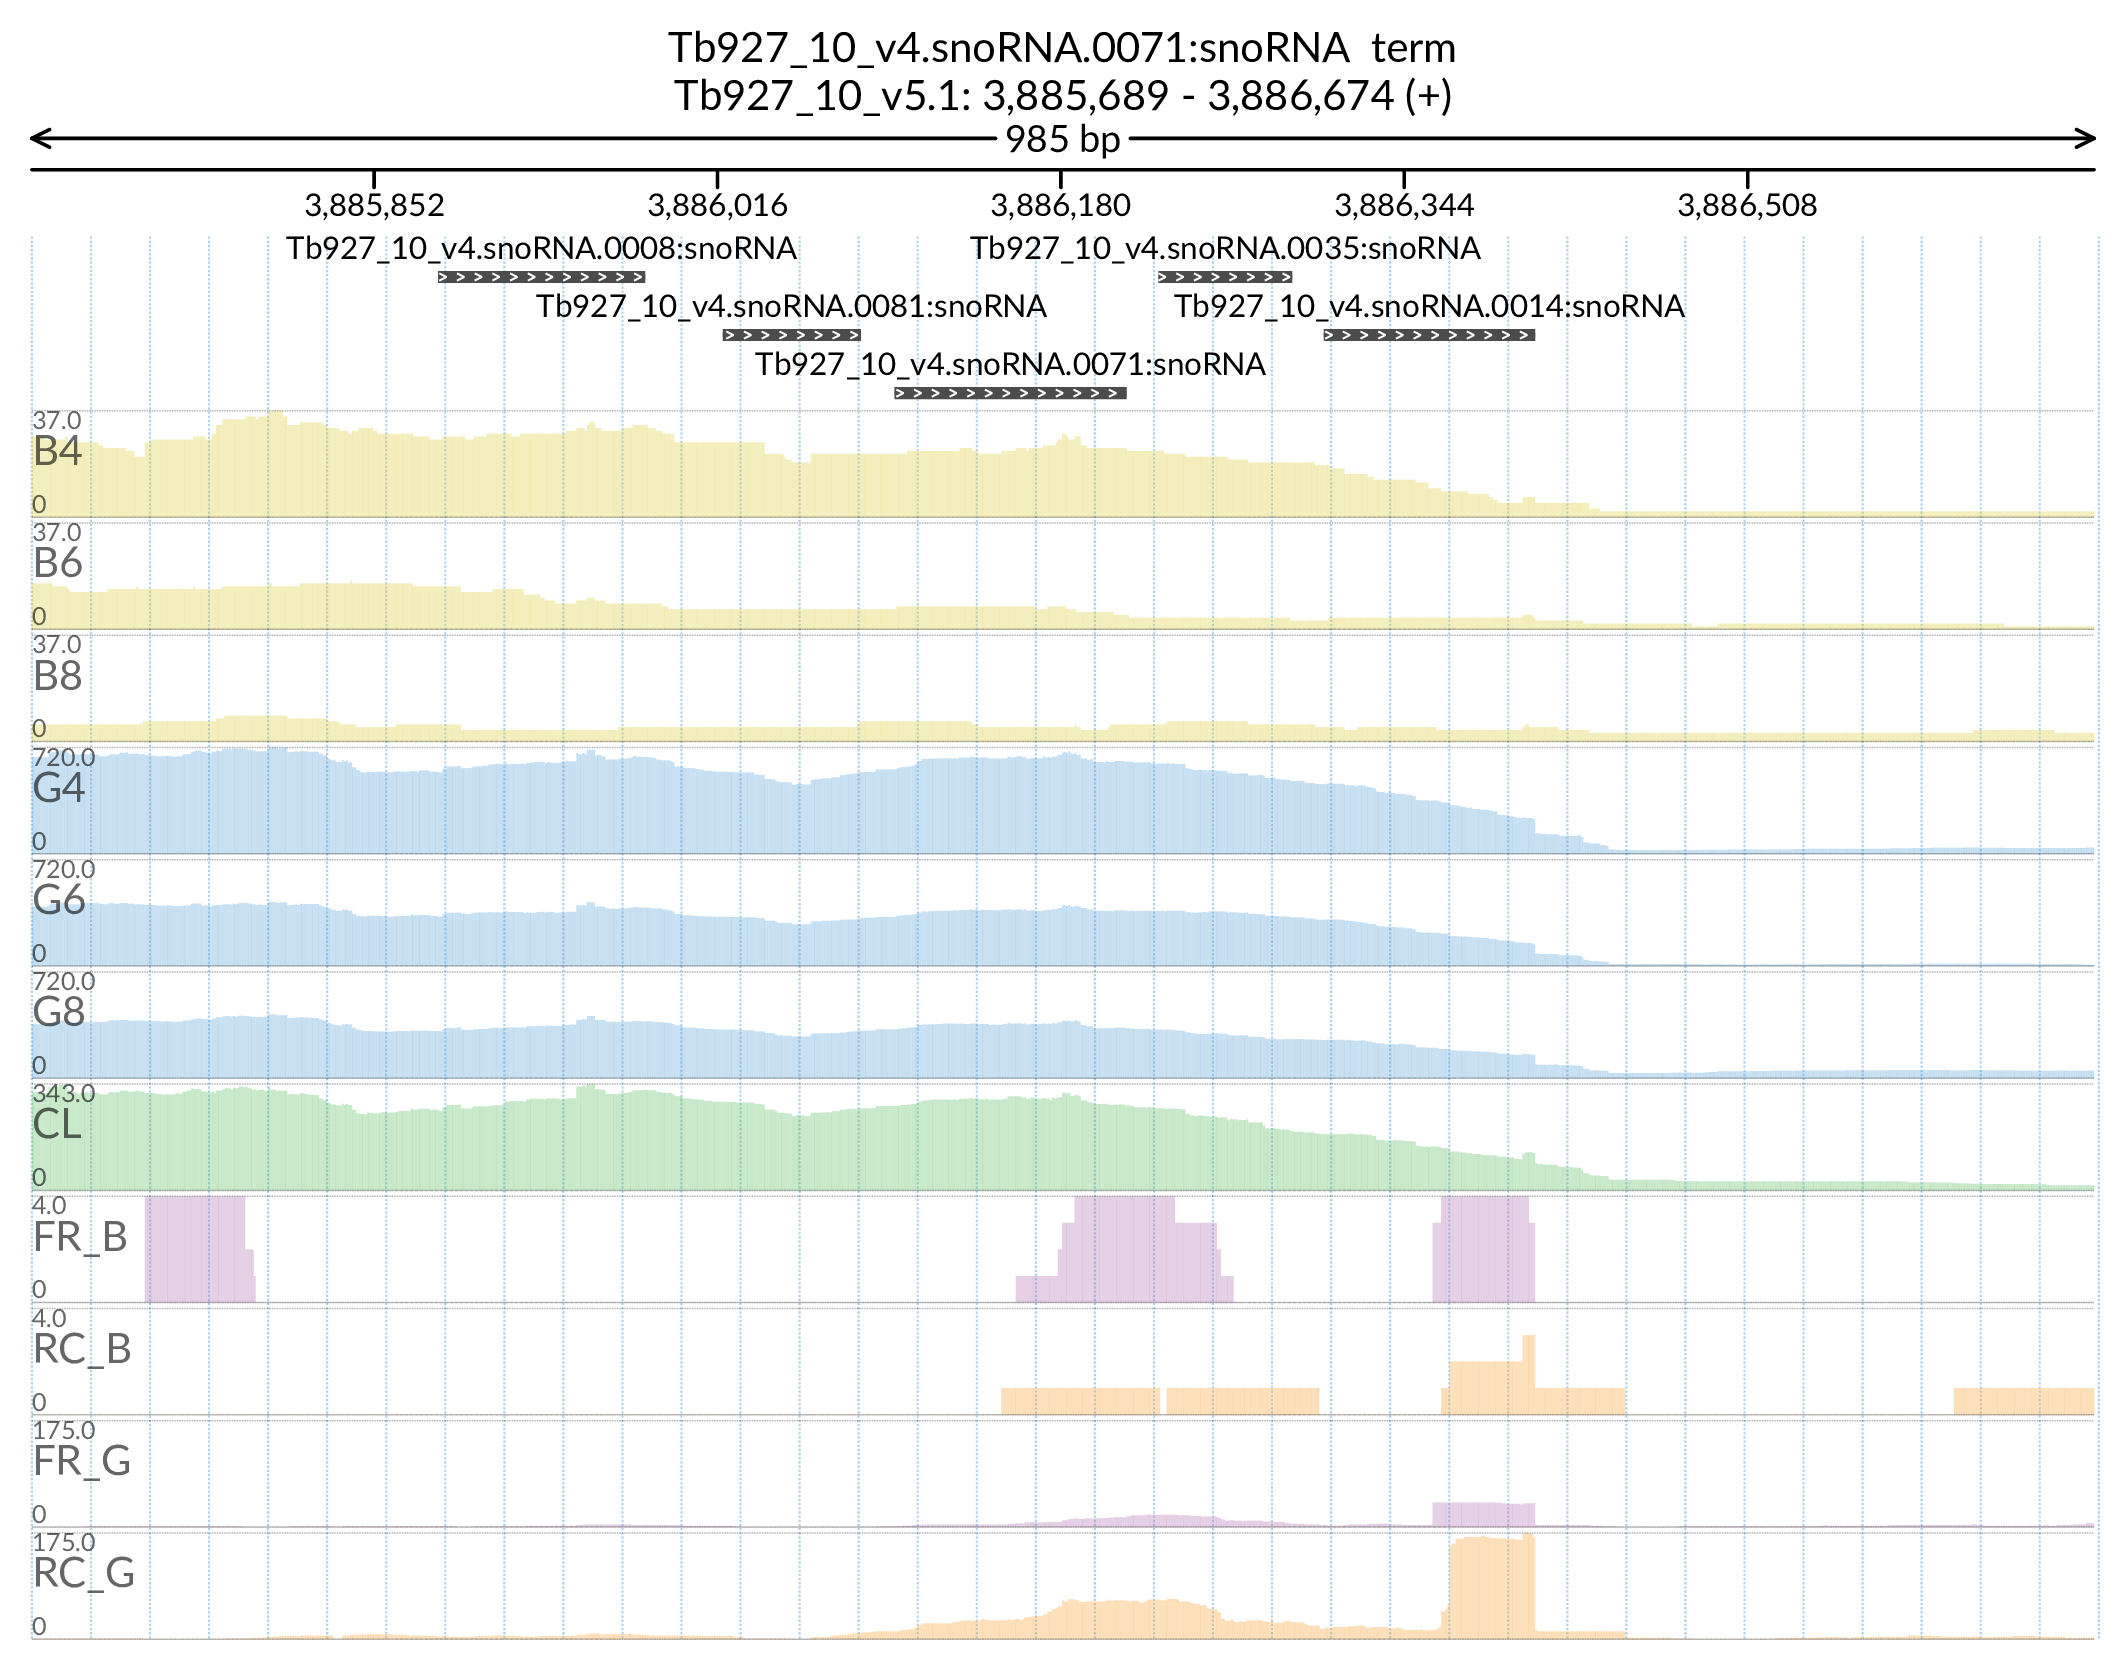 Tb927_10_v4.snoRNA.0071:snoRNA term
Tb927_10_v5.1: 3,885,689 - 3,886,674 (+)
985 bp
3,885,852 3,886,016 3,886,180 3,886,344 3,886,508
Tb927_10_v4.snoRNA.0008:snoRNA Tb927_10_v4.snoRNA.0035:snoRNA
Tb927_10_v4.snoRNA.0081:snoRNA Tb927_10_v4.snoRNA.0014:snoRNA
Tb927_10_v4.snoRNA.0071:snoRNA
37.0
B4
0
37.0
B6
0
37.0
B8
0
720.0
G4
0
720.0
G6
0
720.0
G8
0
343.0
CL
0
4.0
FR_B
0
4.0
RC_B
0
175.0
FR_G
0
175.0
RC_G
0